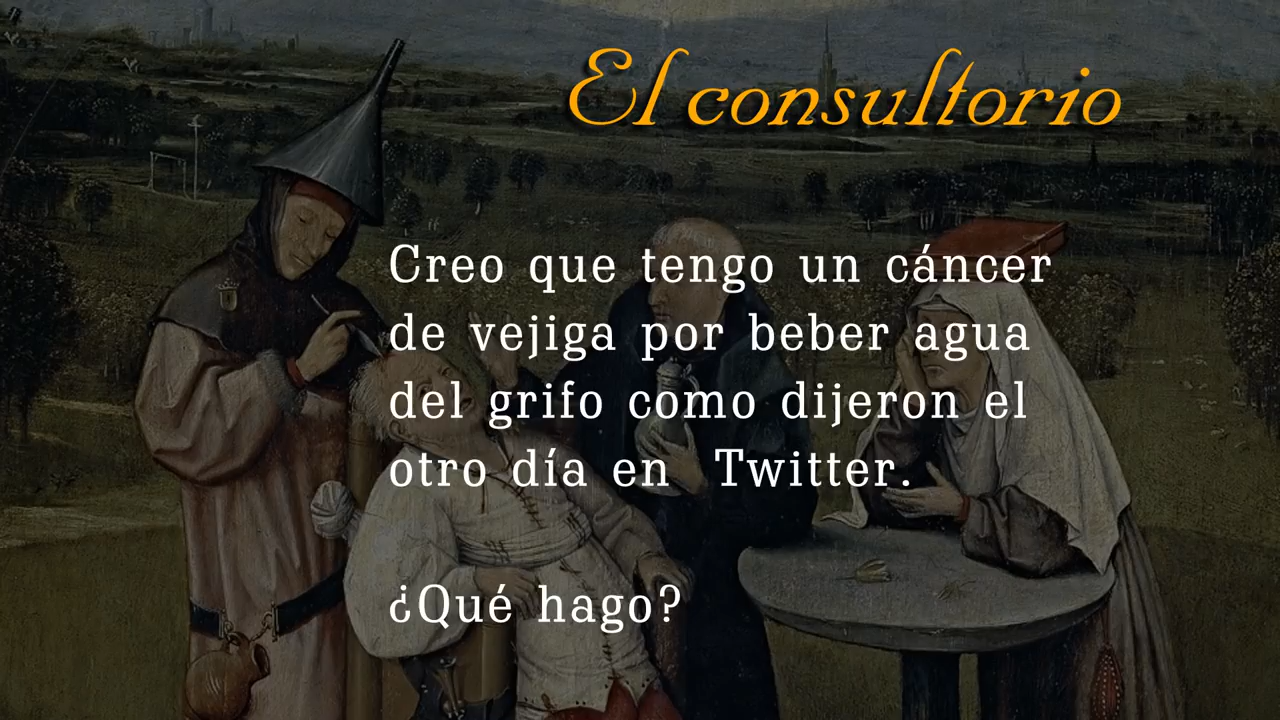 El consultorio
Creo que tengo un cáncer
de vejiga por beber agua
del grifo como dijeron el
otro día en Twitter.
¿Qué hago?